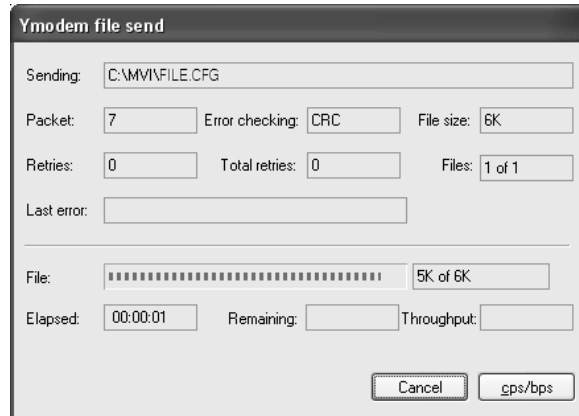 Ymodem file send
Sending: C:\MVI\FILE.CFG
Packet: 7 Error checking: CRC File size: 6K
Retries: 0 Total retries: 0 Files: 1 of 1
Last error:
File: 5K of 6K
Elapsed: 00:00:01 Remaining: Throughput:
Cancel cps/bps